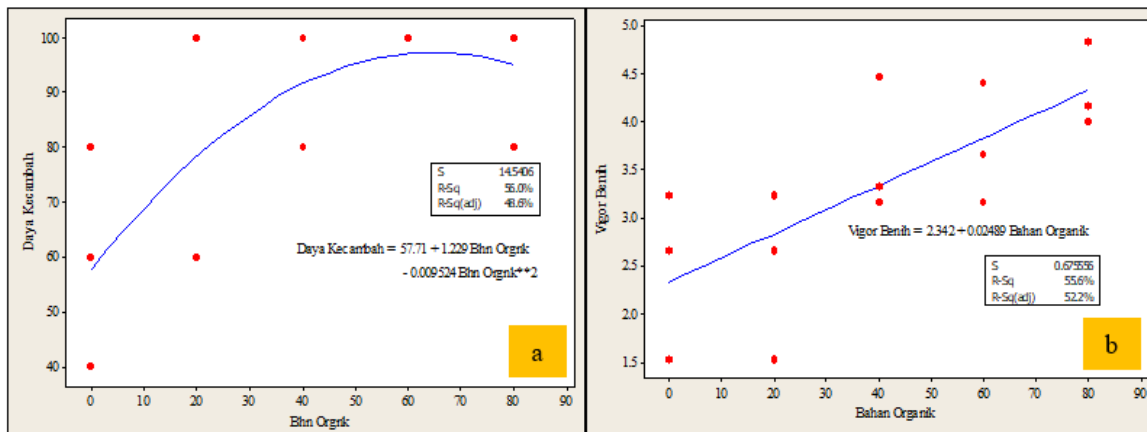 100
90
80
70
60
50
40
Daya Kecambah
0 10 20 30 40 50 60 70 80 90
Bhn Orgnk
S 14.5406
R-Sq 56.0%
R-Sq(adj) 48.6%
Daya Kecambah = 57.71 + 1.229 Bhn Orgnk
- 0.009524 Bhn Orgnk**2
a
5.0
4.5
4.0
3.5
3.0
2.5
2.0
1.5
Vigor Benih
0 10 20 30 40 50 60 70 80 90
Bahan Organik
Vigor Benih = 2.342 + 0.02489 Bahan Organik
S 0.675556
R-Sq 55.6%
R-Sq(adj) 52.2%
b